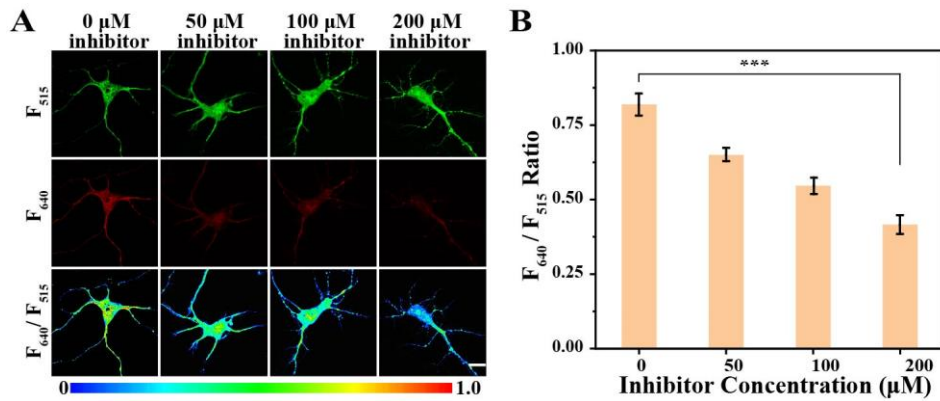 A
0 μM
inhibitor
50 μM
inhibitor
100 μM
inhibitor
200 μM
inhibitor
F515
F640
F640/ F515
0
1.0
B
1.00
0.75
0.50
0.25
0.00
F640 / F515 Ratio
***
0
50
100
200
Inhibitor Concentration (μM)